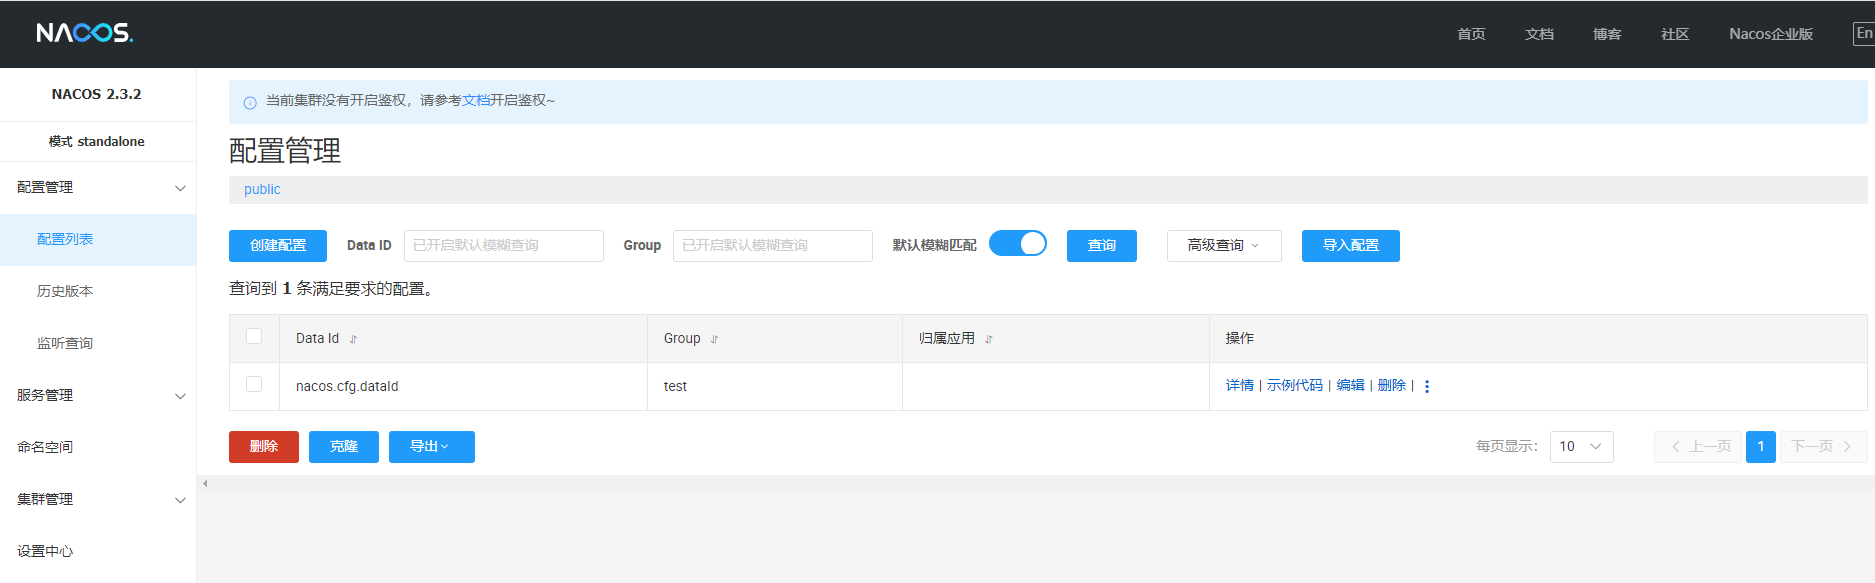 NACOS.
首页 文档 博客 社区 Nacos企业版 En
NACOS 2.3.2
模式 standalone
配置管理
配置列表
历史版本
监听查询
服务管理
命名空间
集群管理
设置中心
当前集群没有开启鉴权，请参考文档开启鉴权~
配置管理
public
创建配置 Data ID 已开启默认模糊查询 Group 已开启默认模糊查询 默认模糊匹配 查询 高级查询 导入配置
查询到 1 条满足要求的配置。
Data Id Group 归属应用 操作
nacos.cfg.dataId test 详情 | 示例代码 | 编辑 | 删除 |
删除 克隆 导出 每页显示： 10 上一页 1 下一页